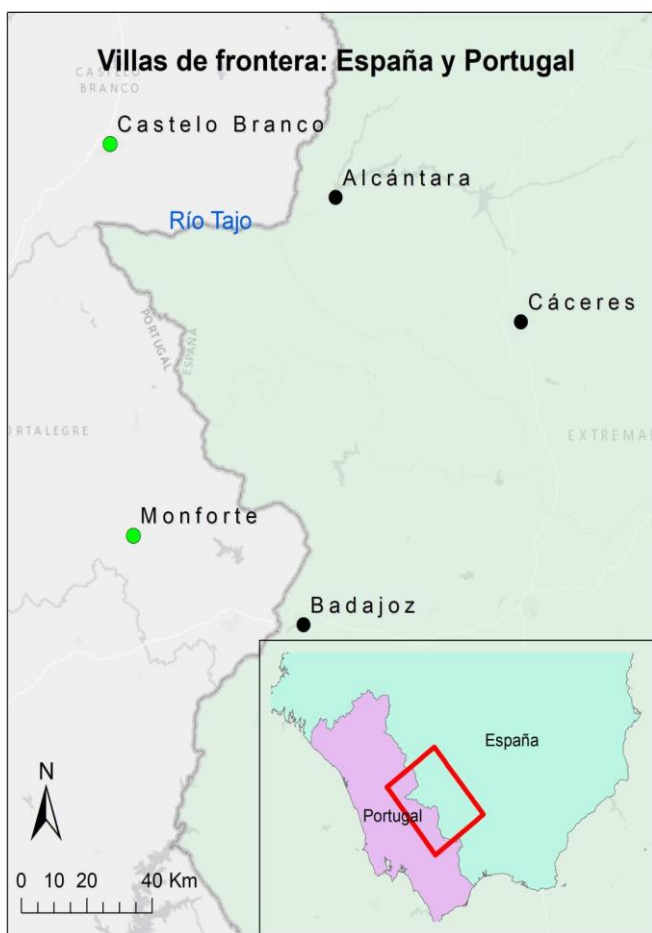 Villas de frontera: España y Portugal
CASTELO
BRANCO
Castelo Branco
Alcántara
Río Tajo
Cáceres
PORTUGAL
ESPAÑA
ORTALEGRE
EXTREMA
Monforte
Badajoz
España
Portugal
N
0 10 20 40 Km